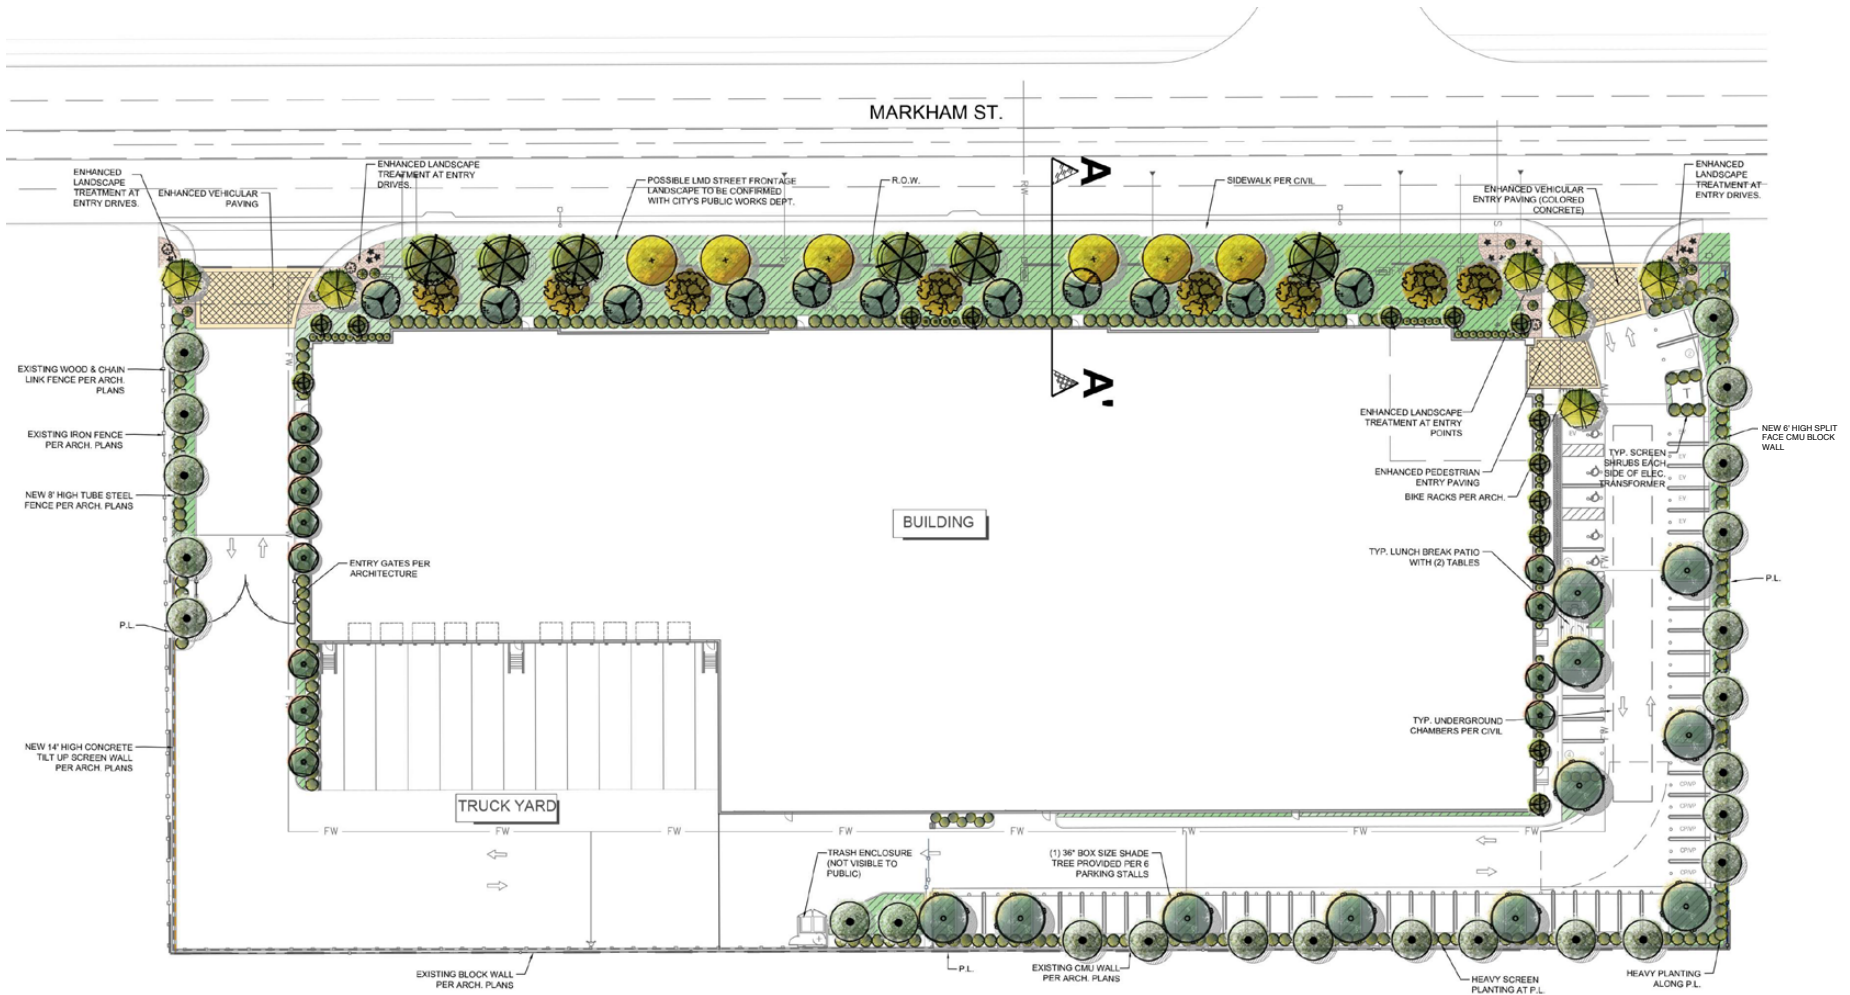 MARKHAM ST.
ENHANCED
LANDSCAPE
TREATMENT AT
ENTRY DRIVES.
ENHANCED VEHICULAR
PAVING
ENHANCED LANDSCAPE
TREATMENT AT ENTRY
DRIVES.
POSSIBLE LMD STREET FRONTAGE
LANDSCAPE TO BE CONFIRMED
WITH CITY'S PUBLIC WORKS DEPT.
R.O.W.
A
SIDEWALK PER CIVIL
ENHANCED VEHICULAR
ENTRY PAVING (COLORED
CONCRETE)
ENHANCED
LANDSCAPE
TREATMENT AT
ENTRY DRIVES.
EXISTING WOOD & CHAIN
LINK FENCE PER ARCH.
PLANS
A'
ENHANCED LANDSCAPE
TREATMENT AT ENTRY
POINTS
EXISTING IRON FENCE
PER ARCH. PLANS
NEW 6' HIGH SPLIT
FACE CMU BLOCK
WALL
TYP. SCREEN
SHRUBS EACH
SIDE OF ELEC.
TRANSFORMER
ENHANCED PEDESTRIAN
ENTRY PAVING
BIKE RACKS PER ARCH.
NEW 8' HIGH TUBE STEEL
FENCE PER ARCH. PLANS
BUILDING
ENTRY GATES PER
ARCHITECTURE
TYP. LUNCH BREAK PATIO
WITH (2) TABLES
P.L.
P.L.
TYP. UNDERGROUND
CHAMBERS PER CIVIL
NEW 14' HIGH CONCRETE
TILT UP SCREEN WALL
PER ARCH. PLANS
TRUCK YARD
FW
FW
FW
FW
FW
FW
FW
FW
TRASH ENCLOSURE
(NOT VISIBLE TO
PUBLIC)
(1) 36" BOX SIZE SHADE
TREE PROVIDED PER 6
PARKING STALLS
EXISTING BLOCK WALL
PER ARCH. PLANS
P.L.
EXISTING CMU WALL
PER ARCH. PLANS
HEAVY SCREEN
PLANTING AT P.L.
HEAVY PLANTING
ALONG P.L.